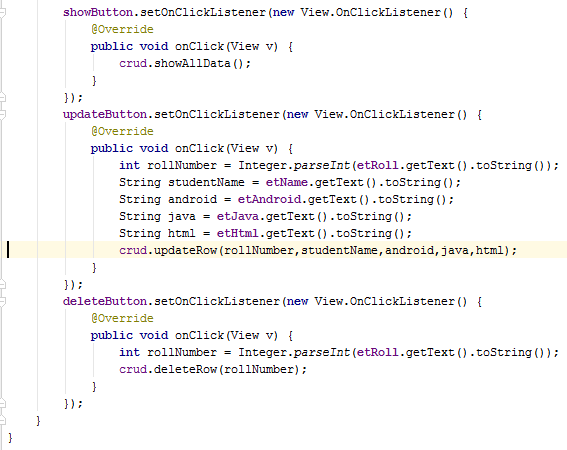 showButton.setOnClickListener(new View.OnClickListener() {
@Override
public void onClick(View v) {
crud.showAllData();
}
});
updateButton.setOnClickListener(new View.OnClickListener() {
@Override
public void onClick(View v) {
int rollNumber = Integer.parseInt(etRoll.getText().toString());
String studentName = etName.getText().toString();
String android = etAndroid.getText().toString();
String java = etJava.getText().toString();
String html = etHtml.getText().toString();
crud.updateRow(rollNumber,studentName,android,java,html);
}
});
deleteButton.setOnClickListener(new View.OnClickListener() {
@Override
public void onClick(View v) {
int rollNumber = Integer.parseInt(etRoll.getText().toString());
crud.deleteRow(rollNumber);
}
});
}
}